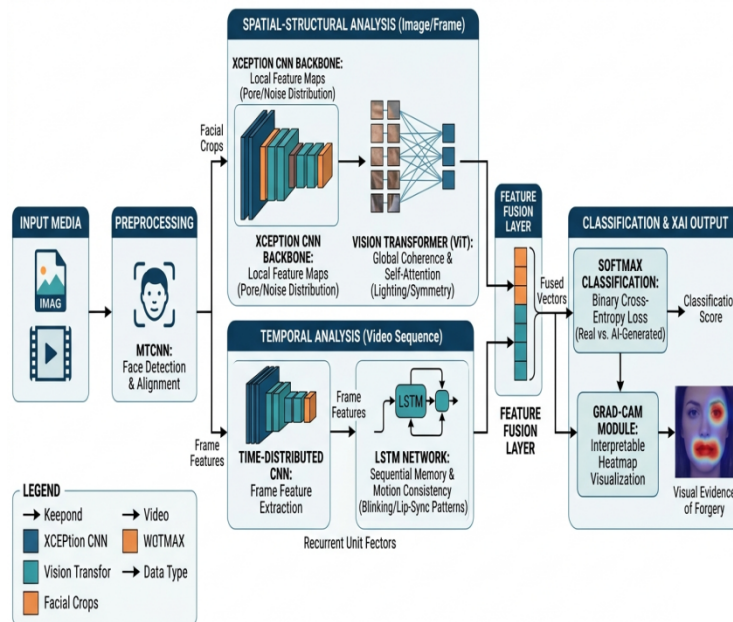 SPATIAL-STRUCTURAL ANALYSIS (Image/Frame)
XCEPTION CNN BACKBONE:
Local Feature Maps
(Pore/Noise Distribution)
Facial
Crops
XCEPTION CNN
BACKBONE:
Local Feature Maps
(Pore/Noise Distribution)
VISION TRANSFORMER (ViT):
Global Coherence &
Self-Attention
(Lighting/Symmetry)
INPUT MEDIA
IMAG
PREPROCESSING
MTCNN:
Face Detection
& Alignment
FEATURE
FUSION
LAYER
Fused
Vectors
FEATURE
FUSION
LAYER
CLASSIFICATION & XAI OUTPUT
SOFTMAX
CLASSIFICATION:
Binary Cross-
Entropy Loss
(Real vs. AI-Generated)
Classification
Score
GRAD-CAM
MODULE:
Interpretable
Heatmap
Visualization
Visual Evidence
of Forgery
TEMPORAL ANALYSIS (Video Sequence)
Frame
Features
TIME-DISTRIBUTED
CNN:
Frame Feature
Extraction
Frame
Features
LSTM
LSTM NETWORK:
Sequential Memory &
Motion Consistency
(Blinking/Lip-Sync Patterns)
Recurrent Unit Fectors
LEGEND
Keepond
Video
XCEPtion CNN
WOTMAX
Vision Transfor
Data Type
Facial Crops